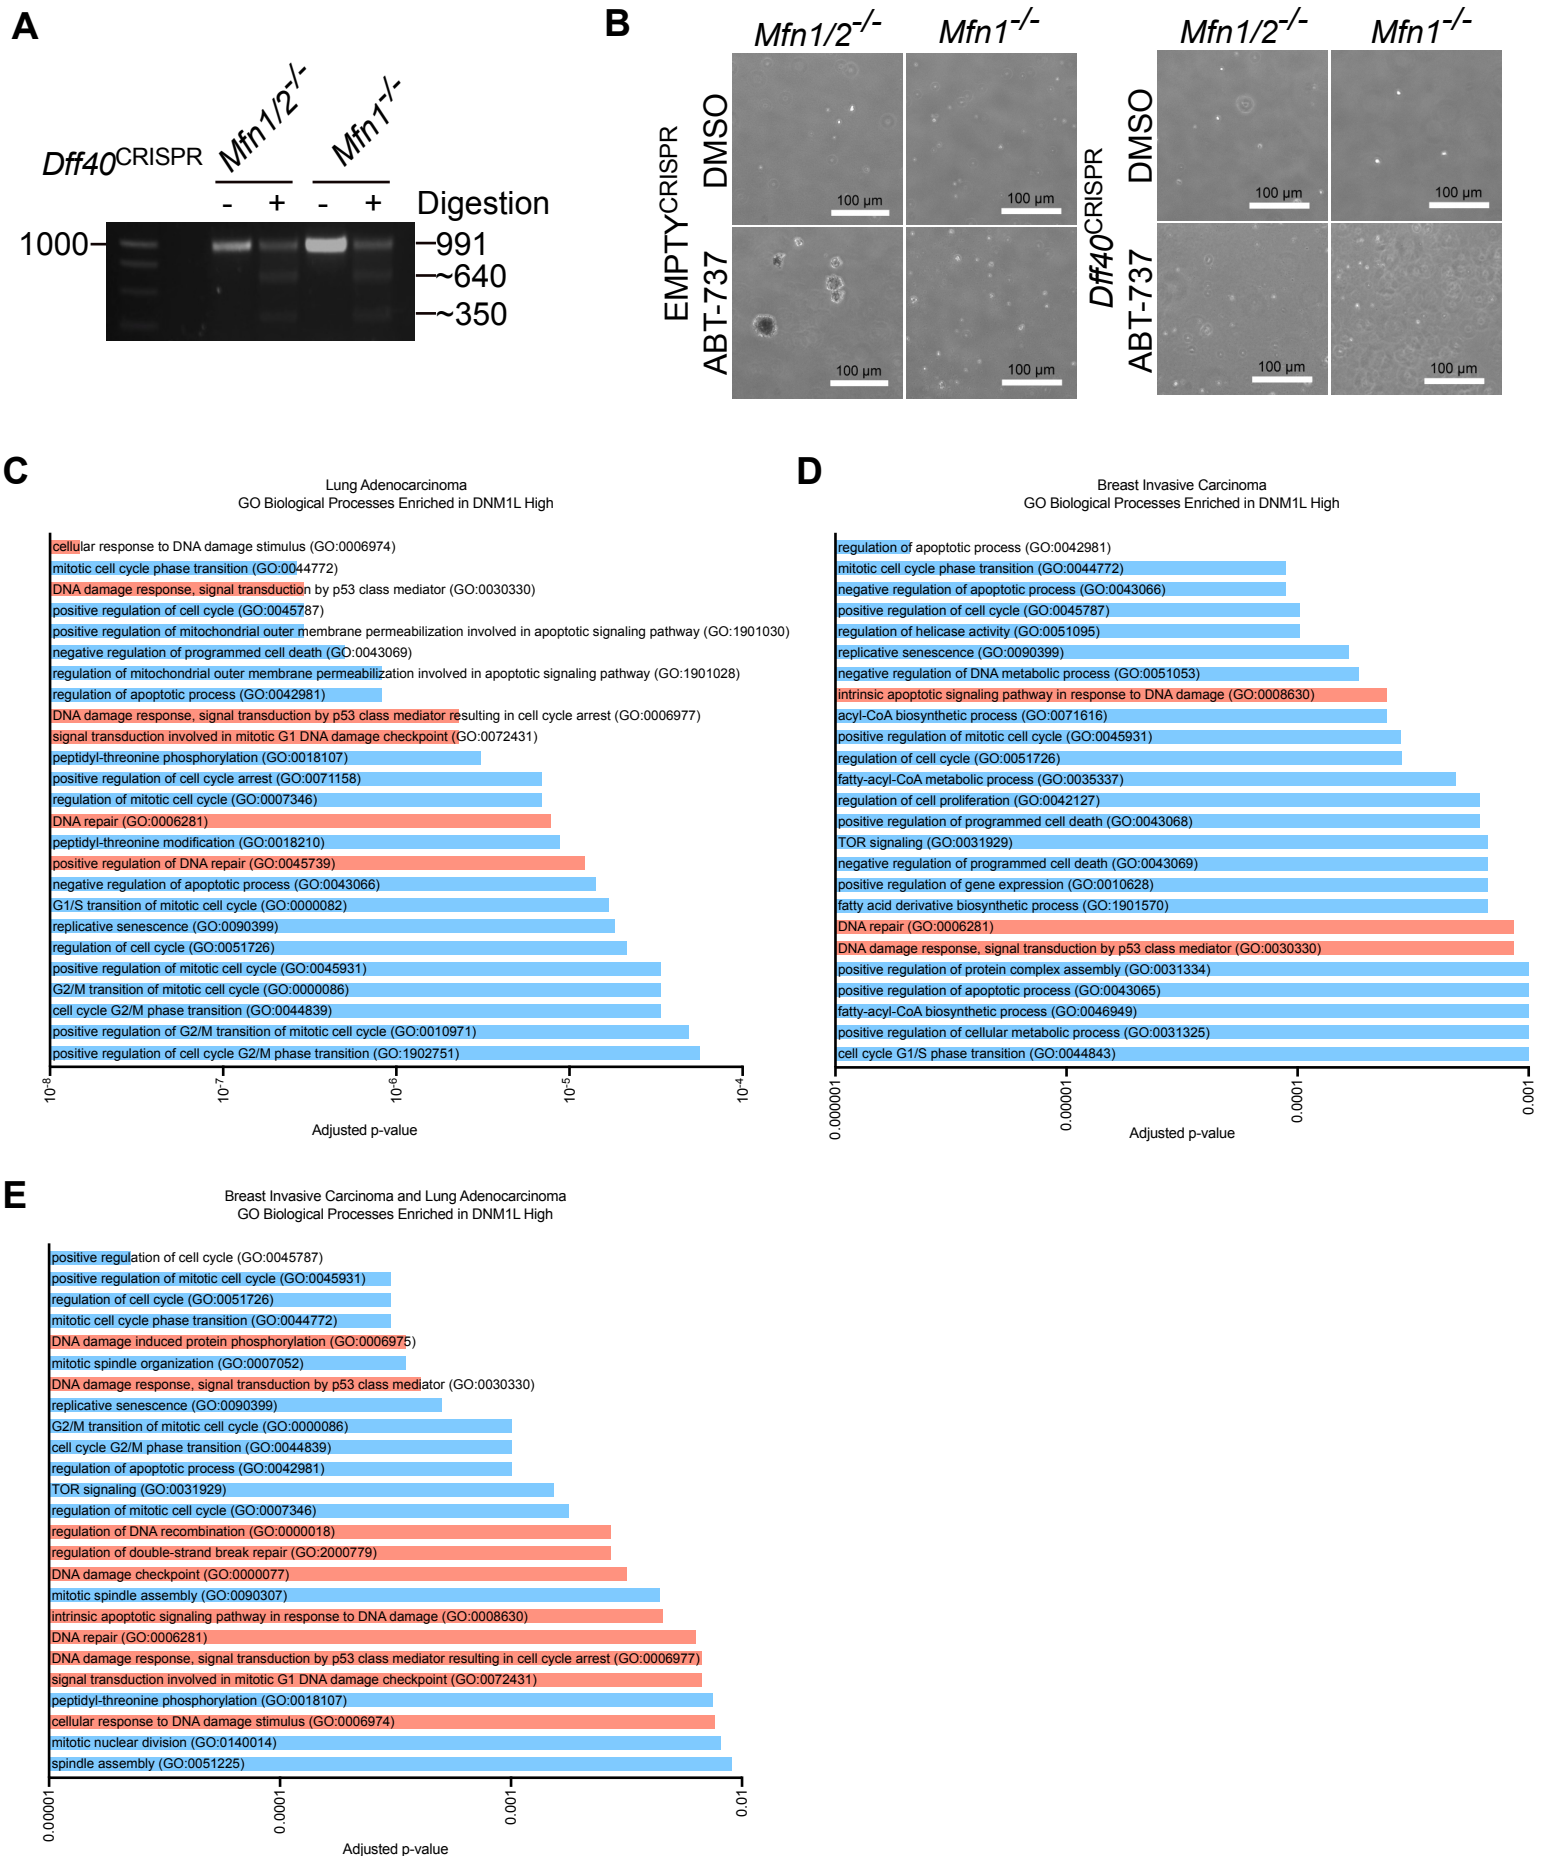 A
Dff40CRISPR
Mfn1/2-/-
Mfn1-/-
- + - + Digestion
1000
991
~640
~350
B
Mfn1/2-/- Mfn1-/- Mfn1/2-/- Mfn1-/-
EMPTYCRISPR
DMSO
100 µm
100 µm
ABT-737
100 µm
100 µm
Dff40CRISPR
DMSO
100 µm
100 µm
ABT-737
100 µm
100 µm
C
Lung Adenocarcinoma
GO Biological Processes Enriched in DNM1L High
cellular response to DNA damage stimulus (GO:0006974)
mitotic cell cycle phase transition (GO:0044772)
DNA damage response, signal transduction by p53 class mediator (GO:0030330)
positive regulation of cell cycle (GO:0045787)
positive regulation of mitochondrial outer membrane permeabilization involved in apoptotic signaling pathway (GO:1901030)
negative regulation of programmed cell death (GO:0043069)
regulation of mitochondrial outer membrane permeabilization involved in apoptotic signaling pathway (GO:1901028)
regulation of apoptotic process (GO:0042981)
DNA damage response, signal transduction by p53 class mediator resulting in cell cycle arrest (GO:0006977)
signal transduction involved in mitotic G1 DNA damage checkpoint (GO:0072431)
peptidyl-threonine phosphorylation (GO:0018107)
positive regulation of cell cycle arrest (GO:0071158)
regulation of mitotic cell cycle (GO:0007346)
DNA repair (GO:0006281)
peptidyl-threonine modification (GO:0018210)
positive regulation of DNA repair (GO:0045739)
negative regulation of apoptotic process (GO:0043066)
G1/S transition of mitotic cell cycle (GO:0000082)
replicative senescence (GO:0090399)
regulation of cell cycle (GO:0051726)
positive regulation of mitotic cell cycle (GO:0045931)
G2/M transition of mitotic cell cycle (GO:0000086)
cell cycle G2/M phase transition (GO:0044839)
positive regulation of G2/M transition of mitotic cell cycle (GO:0010971)
positive regulation of cell cycle G2/M phase transition (GO:1902751)
10-8 10-7 10-6 10-5 10-4
Adjusted p-value
D
Breast Invasive Carcinoma
GO Biological Processes Enriched in DNM1L High
regulation of apoptotic process (GO:0042981)
mitotic cell cycle phase transition (GO:0044772)
negative regulation of apoptotic process (GO:0043066)
positive regulation of cell cycle (GO:0045787)
regulation of helicase activity (GO:0051095)
replicative senescence (GO:0090399)
negative regulation of DNA metabolic process (GO:0051053)
intrinsic apoptotic signaling pathway in response to DNA damage (GO:0008630)
acyl-CoA biosynthetic process (GO:0071616)
positive regulation of mitotic cell cycle (GO:0045931)
regulation of cell cycle (GO:0051726)
fatty-acyl-CoA metabolic process (GO:0035337)
regulation of cell proliferation (GO:0042127)
positive regulation of programmed cell death (GO:0043068)
TOR signaling (GO:0031929)
negative regulation of programmed cell death (GO:0043069)
positive regulation of gene expression (GO:0010628)
fatty acid derivative biosynthetic process (GO:1901570)
DNA repair (GO:0006281)
DNA damage response, signal transduction by p53 class mediator (GO:0030330)
positive regulation of protein complex assembly (GO:0031334)
positive regulation of apoptotic process (GO:0043065)
fatty-acyl-CoA biosynthetic process (GO:0046949)
positive regulation of cellular metabolic process (GO:0031325)
cell cycle G1/S phase transition (GO:0044843)
0.000001 0.00001 0.0001 0.001
Adjusted p-value
E
Breast Invasive Carcinoma and Lung Adenocarcinoma
GO Biological Processes Enriched in DNM1L High
positive regulation of cell cycle (GO:0045787)
positive regulation of mitotic cell cycle (GO:0045931)
regulation of cell cycle (GO:0051726)
mitotic cell cycle phase transition (GO:0044772)
DNA damage induced protein phosphorylation (GO:0006975)
mitotic spindle organization (GO:0007052)
DNA damage response, signal transduction by p53 class mediator (GO:0030330)
replicative senescence (GO:0090399)
G2/M transition of mitotic cell cycle (GO:0000086)
cell cycle G2/M phase transition (GO:0044839)
regulation of apoptotic process (GO:0042981)
TOR signaling (GO:0031929)
regulation of mitotic cell cycle (GO:0007346)
regulation of DNA recombination (GO:0000018)
regulation of double-strand break repair (GO:2000779)
DNA damage checkpoint (GO:0000077)
mitotic spindle assembly (GO:0090307)
intrinsic apoptotic signaling pathway in response to DNA damage (GO:0008630)
DNA repair (GO:0006281)
DNA damage response, signal transduction by p53 class mediator resulting in cell cycle arrest (GO:0006977)
signal transduction involved in mitotic G1 DNA damage checkpoint (GO:0072431)
peptidyl-threonine phosphorylation (GO:0018107)
cellular response to DNA damage stimulus (GO:0006974)
mitotic nuclear division (GO:0140014)
spindle assembly (GO:0051225)
0.00001 0.0001 0.001 0.01
Adjusted p-value